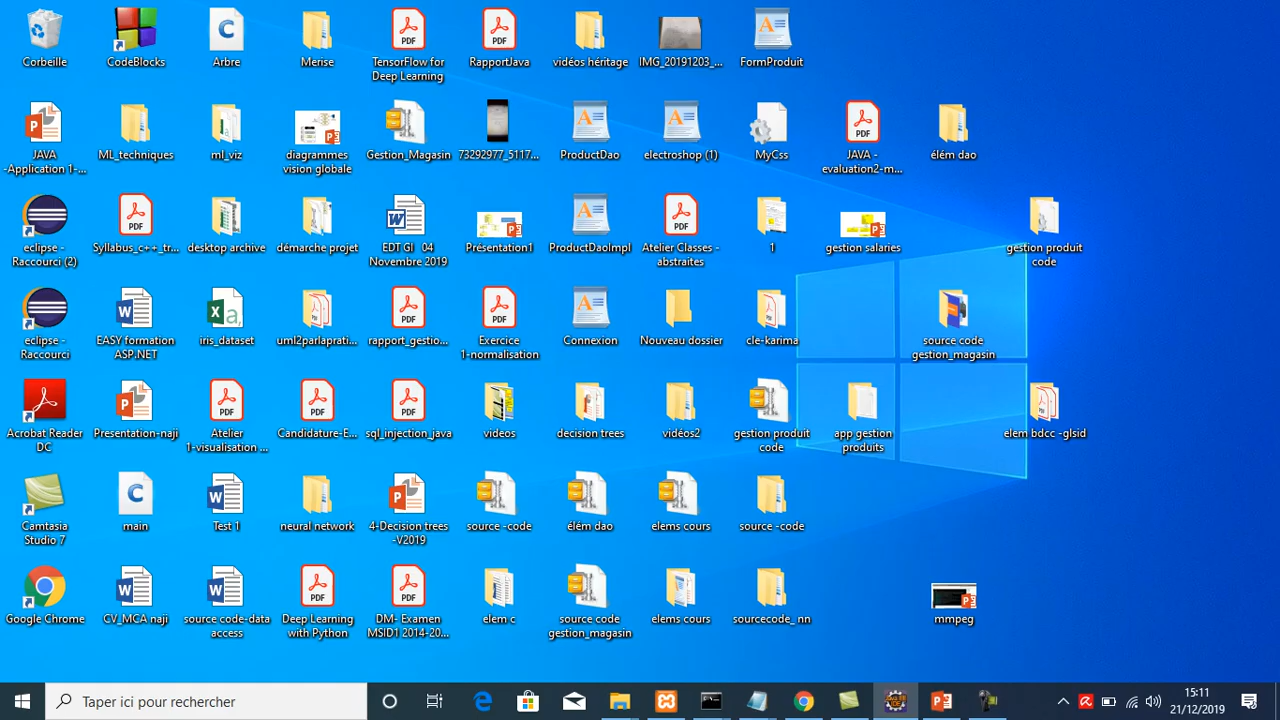 Corbeille
CodeBlocks
Arbre
Merise
TensorFlow for
Deep Learning
RapportJava
vidéos héritage
IMG_20191203_...
FormProduit
JAVA
-Application 1-...
ML_techniques
ml_viz
diagrammes
vision globale
Gestion_Magasin
73292977_5117...
ProductDao
electroshop (1)
MyCss
JAVA -
evaluation2-m...
élém dao
eclipse -
Raccourci (2)
Syllabus_c++_tr...
desktop archive
démarche projet
EDT GI 04
Novembre 2019
Présentation1
ProductDaoImpl
Atelier Classes -
abstraites
1
gestion salaries
gestion produit
code
eclipse -
Raccourci
EASY formation
ASP.NET
iris_dataset
uml2parlaprati...
rapport_gestio...
Exercice
1-normalisation
Connexion
Nouveau dossier
cle-karima
source code
gestion_magasin
Acrobat Reader
DC
Presentation-naji
Atelier
1-visualisation ...
Candidature-E...
sql_injection_java
videos
decision trees
vidéos2
gestion produit
code
app gestion
produits
elem bdcc -glsid
Camtasia
Studio 7
main
Test 1
neural network
4-Decision trees
-V2019
source -code
élém dao
elems cours
source -code
Google Chrome
CV_MCA naji
source code-data
access
Deep Learning
with Python
DM- Examen
MSID1 2014-20...
elem c
source code
gestion_magasin
elems cours
sourcecode_ nn
mmpeg
Taper ici pour rechercher
15:11
21/12/2019